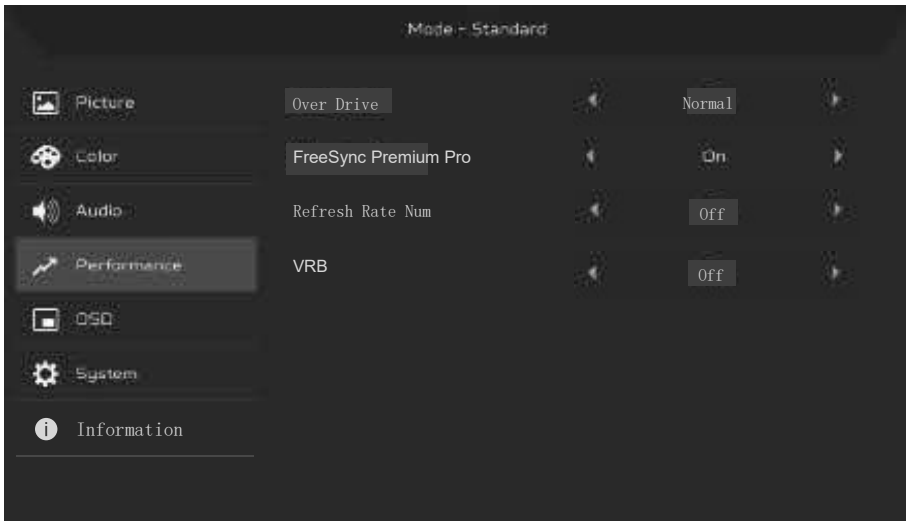 Mode - Standard
Picture
Over Drive Normal
Color
FreeSync Premium Pro On
Audio
Refresh Rate Num Off
Performance
VRB Off
OSD
System
Information